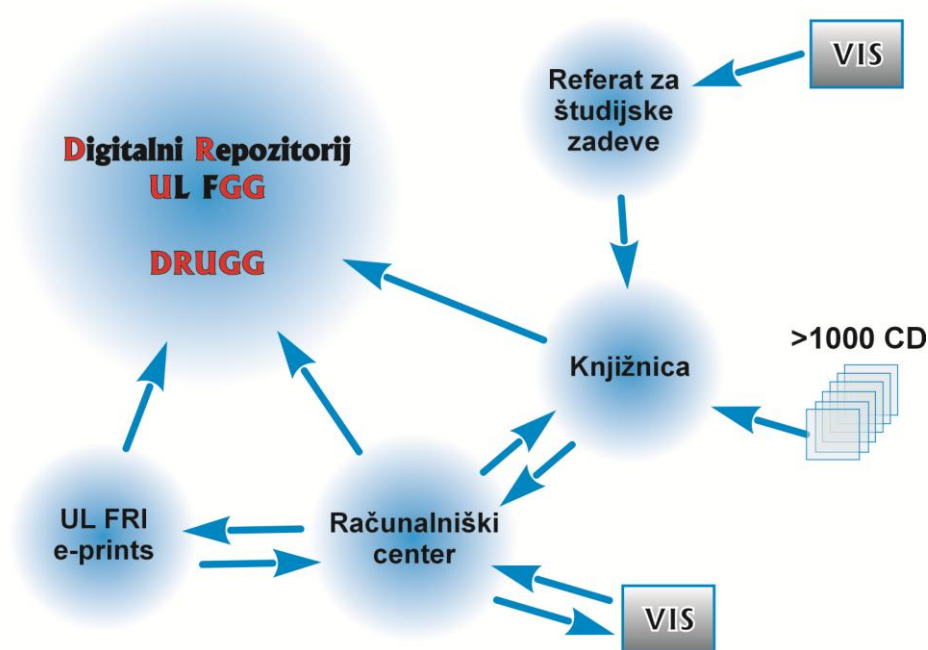 VIS
Referat za
študijske
zadeve
Digitalni Repozitorij
UL FGG
DRUGG
>1000 CD
Knjižnica
UL FRI
e-prints
Računalniški
center
VIS